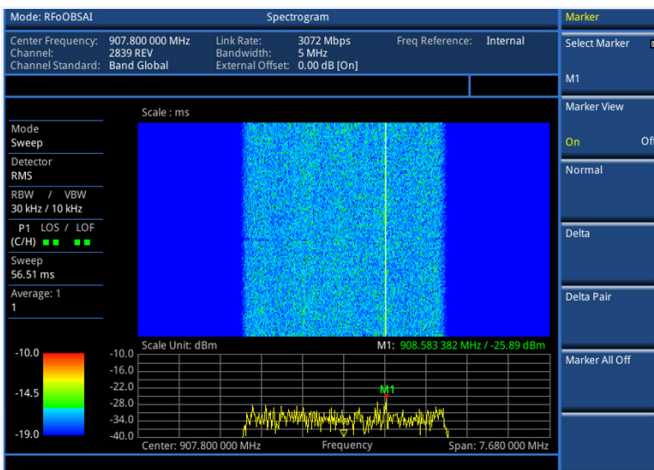 Mode: RFoOBSAI
Spectrogram
Marker
Center Frequency: 907.800 000 MHz
Link Rate: 3072 Mbps
Freq Reference: Internal
Channel: 2839 REV
Bandwidth: 5 MHz
Channel Standard: Band Global
External Offset: 0.00 dB [On]
Select Marker
M1
Marker View
On Off
Normal
Delta
Delta Pair
Marker All Off
Scale : ms
Mode
Sweep
Detector
RMS
RBW / VBW
30 kHz / 10 kHz
P1 LOS / LOF
(C/H)
Sweep
56.51 ms
Average: 1
1
-10.0
-14.5
-19.0
Scale Unit: dBm
M1: 908.583 382 MHz / -25.89 dBm
-10.0
-16.0
-22.0
-28.0
-34.0
-40.0
M1
Center: 907.800 000 MHz
Frequency
Span: 7.680 000 MHz